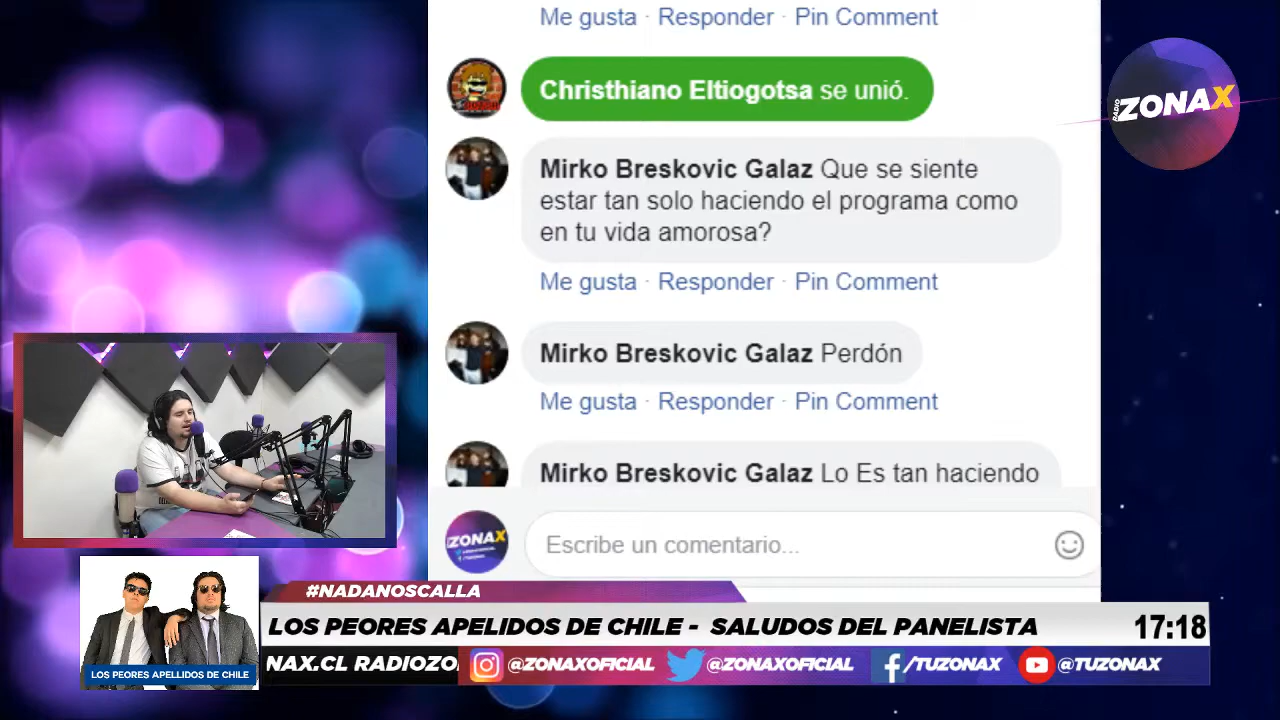 Me gusta · Responder · Pin Comment
Christhiano Eltiogotsa se unió.
RADIO
ZONAX
Mirko Breskovic Galaz Que se siente
estar tan solo haciendo el programa como
en tu vida amorosa?
Me gusta · Responder · Pin Comment
Mirko Breskovic Galaz Perdón
Me gusta · Responder · Pin Comment
Mirko Breskovic Galaz Lo Es tan haciendo
ZONAX
Escribe un comentario...
#NADANOSCALLA
LOS PEORES APELIDOS DE CHILE - SALUDOS DEL PANELISTA
17:18
LOS PEORES APELLIDOS DE CHILE
NAX.CL RADIOZO
@ZONAXOFICIAL
@ZONAXOFICIAL
/TUZONAX
@TUZONAX